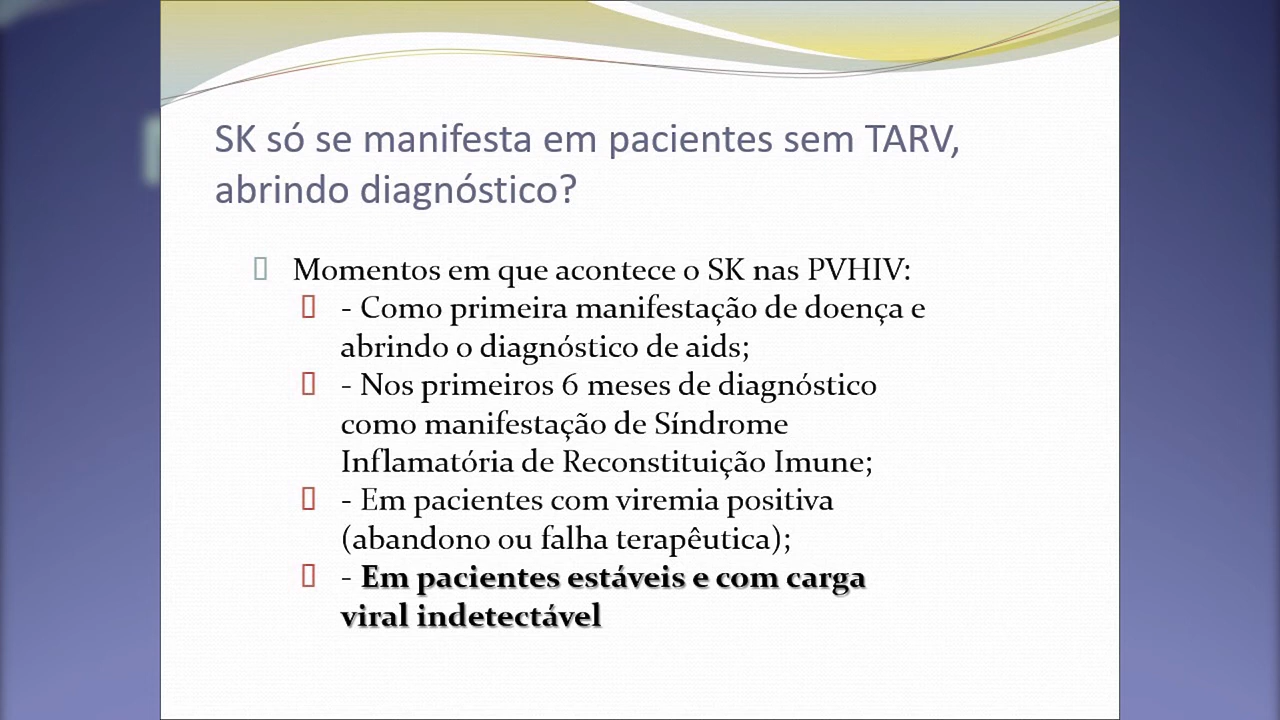 SK só se manifesta em pacientes sem TARV,
abrindo diagnóstico?
Momentos em que acontece o SK nas PVHIV:
- Como primeira manifestação de doença e
abrindo o diagnóstico de aids;
- Nos primeiros 6 meses de diagnóstico
como manifestação de Síndrome
Inflamatória de Reconstituição Imune;
- Em pacientes com viremia positiva
(abandono ou falha terapêutica);
- Em pacientes estáveis e com carga
viral indetectável